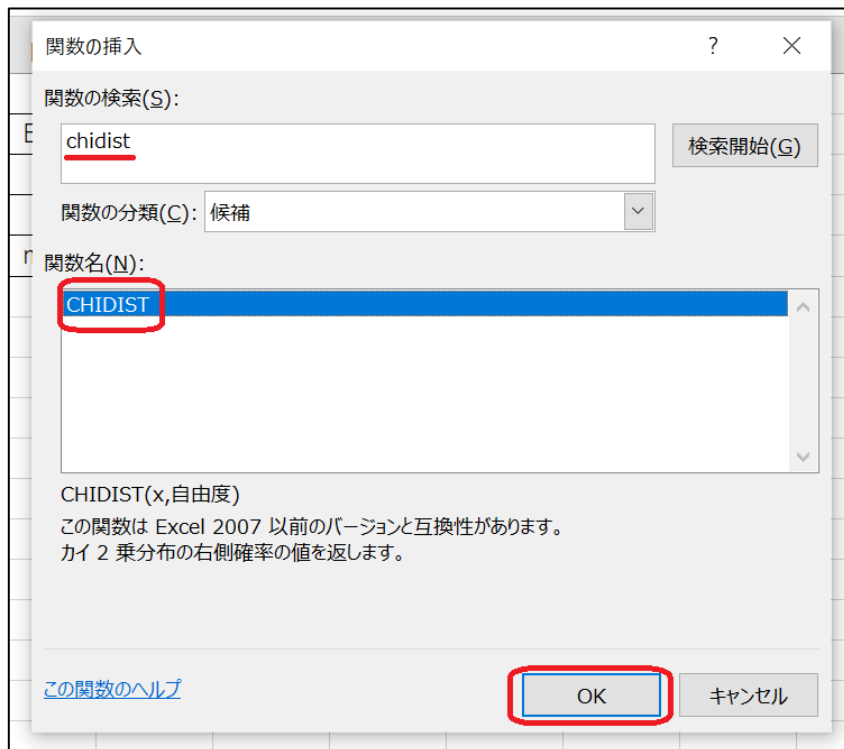 関数の挿入 ?
関数の検索(S):
chidist
検索開始(G)
関数の分類(C): 候補
関数名(N):
CHIDIST
CHIDIST(x,自由度)
この関数は Excel 2007 以前のバージョンと互換性があります。
カイ 2 乗分布の右側確率の値を返します。
この関数のヘルプ
OK
キャンセル